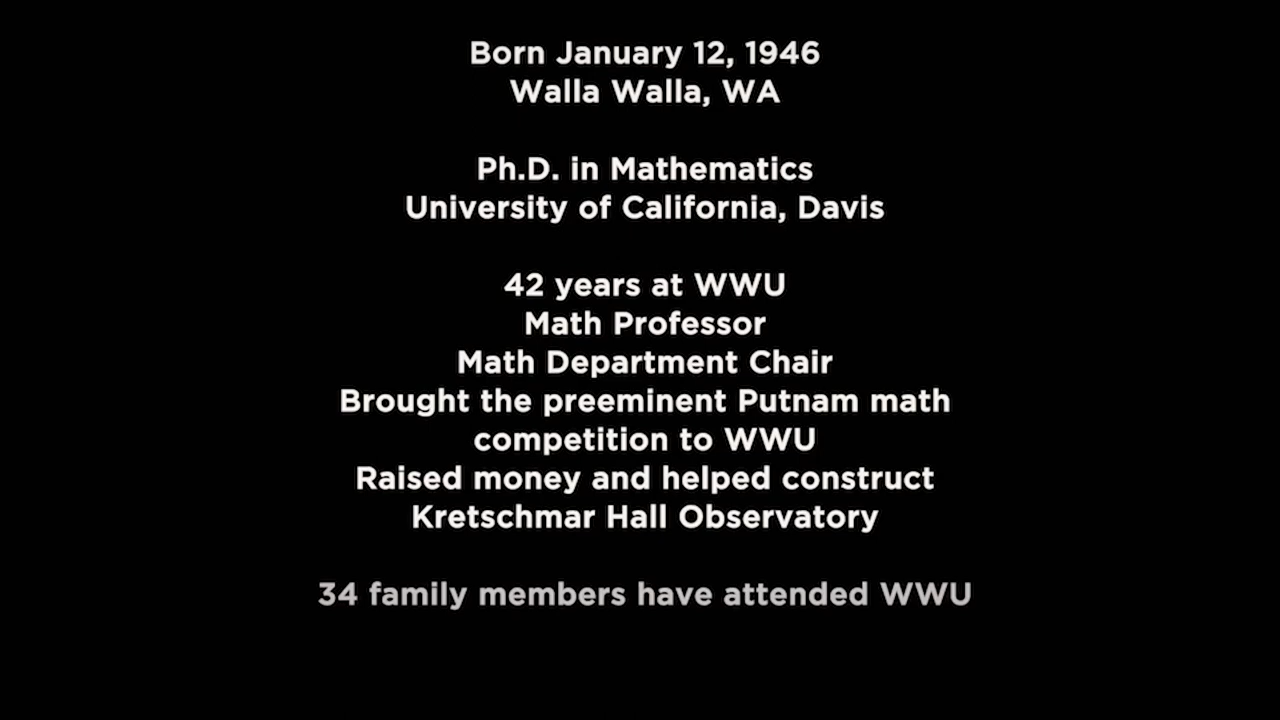 Born January 12, 1946
Walla Walla, WA
Ph.D. in Mathematics
University of California, Davis
42 years at WWU
Math Professor
Math Department Chair
Brought the preeminent Putnam math
competition to WWU
Raised money and helped construct
Kretschmar Hall Observatory
34 family members have attended WWU